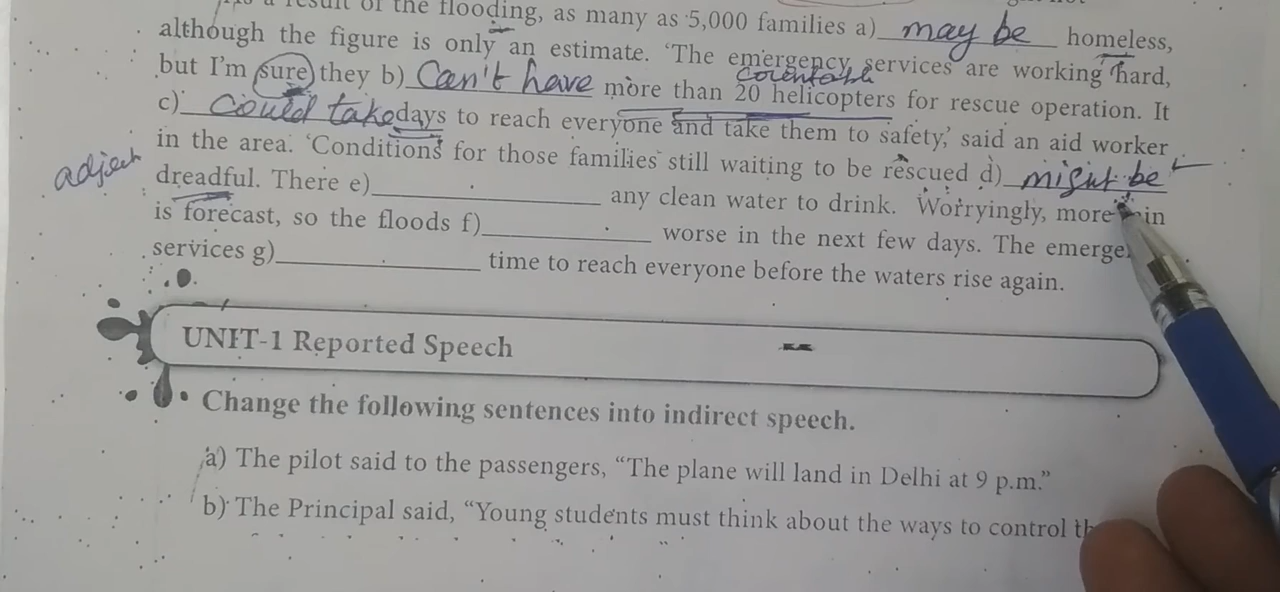 result of the flooding, as many as 5,000 families a) may be homeless,
although the figure is only an estimate. 'The emergency services are working hard,
countable
but I'm sure they b) Can't have more than 20 helicopters for rescue operation. It
c) Could take days to reach everyone and take them to safety,' said an aid worker
in the area. 'Conditions for those families still waiting to be rescued d) might be
adject
dreadful. There e)____________ any clean water to drink. Worryingly, more
is forecast, so the floods f)____________ worse in the next few days. The
services g)____________ time to reach everyone before the waters rise again.
UNIT-1 Reported Speech
• Change the following sentences into indirect speech.
a) The pilot said to the passengers, “The plane will land in Delhi at 9 p.m.”
b) The Principal said, “Young students must think about the ways to control